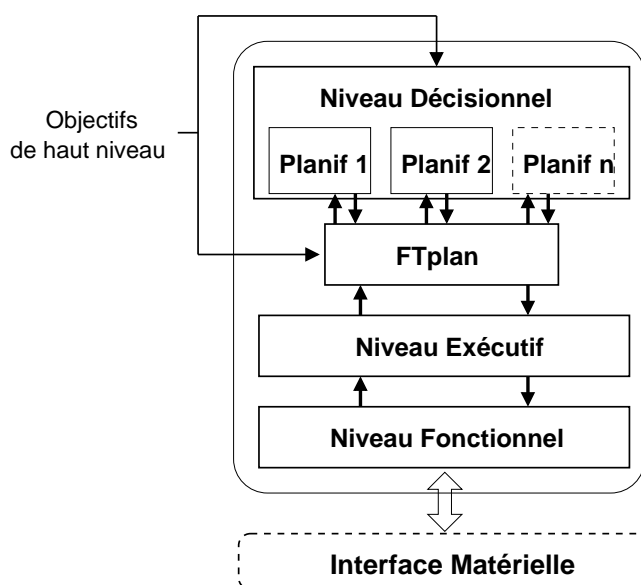 Niveau Décisionnel
Objectifs
de haut niveau
Planif 1
Planif 2
Planif n
FTplan
Niveau Exécutif
Niveau Fonctionnel
Interface Matérielle